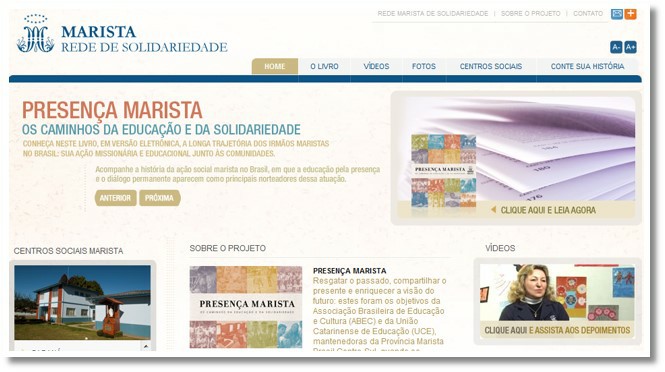 REDE MARISTA DE SOLIDARIEDADE | SOBRE O PROJETO | CONTATO
MARISTA
REDE DE SOLIDARIEDADE
A- A+
HOME O LIVRO VÍDEOS FOTOS CENTROS SOCIAIS CONTE SUA HISTÓRIA
PRESENÇA MARISTA
OS CAMINHOS DA EDUCAÇÃO E DA SOLIDARIEDADE
CONHEÇA NESTE LIVRO, EM VERSÃO ELETRÔNICA, A LONGA TRAJETÓRIA DOS IRMÃOS MARISTAS
NO BRASIL: SUA AÇÃO MISSIONÁRIA E EDUCACIONAL JUNTO ÀS COMUNIDADES.
Acompanhe a história da ação social marista no Brasil, em que a educação pela presença
e o diálogo permanente aparecem como principais norteadores dessa atuação.
ANTERIOR PRÓXIMA
PRESENÇA MARISTA
CLIQUE AQUI E LEIA AGORA
CENTROS SOCIAIS MARISTA
SOBRE O PROJETO
PRESENÇA MARISTA
OS CAMINHOS DA EDUCAÇÃO E DA SOLIDARIEDADE
PRESENÇA MARISTA
Resgatar o passado, compartilhar o
presente e enriquecer a visão do
futuro: estes foram os objetivos da
Associação Brasileira de Educação
e Cultura (ABEC) e da União
Catarinense de Educação (UCE),
mantenedoras da Província Marista
VÍDEOS
CLIQUE AQUI E ASSISTA AOS DEPOIMENTOS